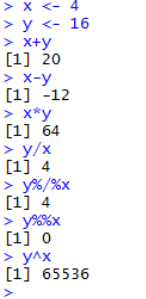 > x <- 4
> y <- 16
> x+y
[1] 20
> x-y
[1] -12
> x*y
[1] 64
> y/x
[1] 4
> y%/%x
[1] 4
> y%%x
[1] 0
> y^x
[1] 65536
>